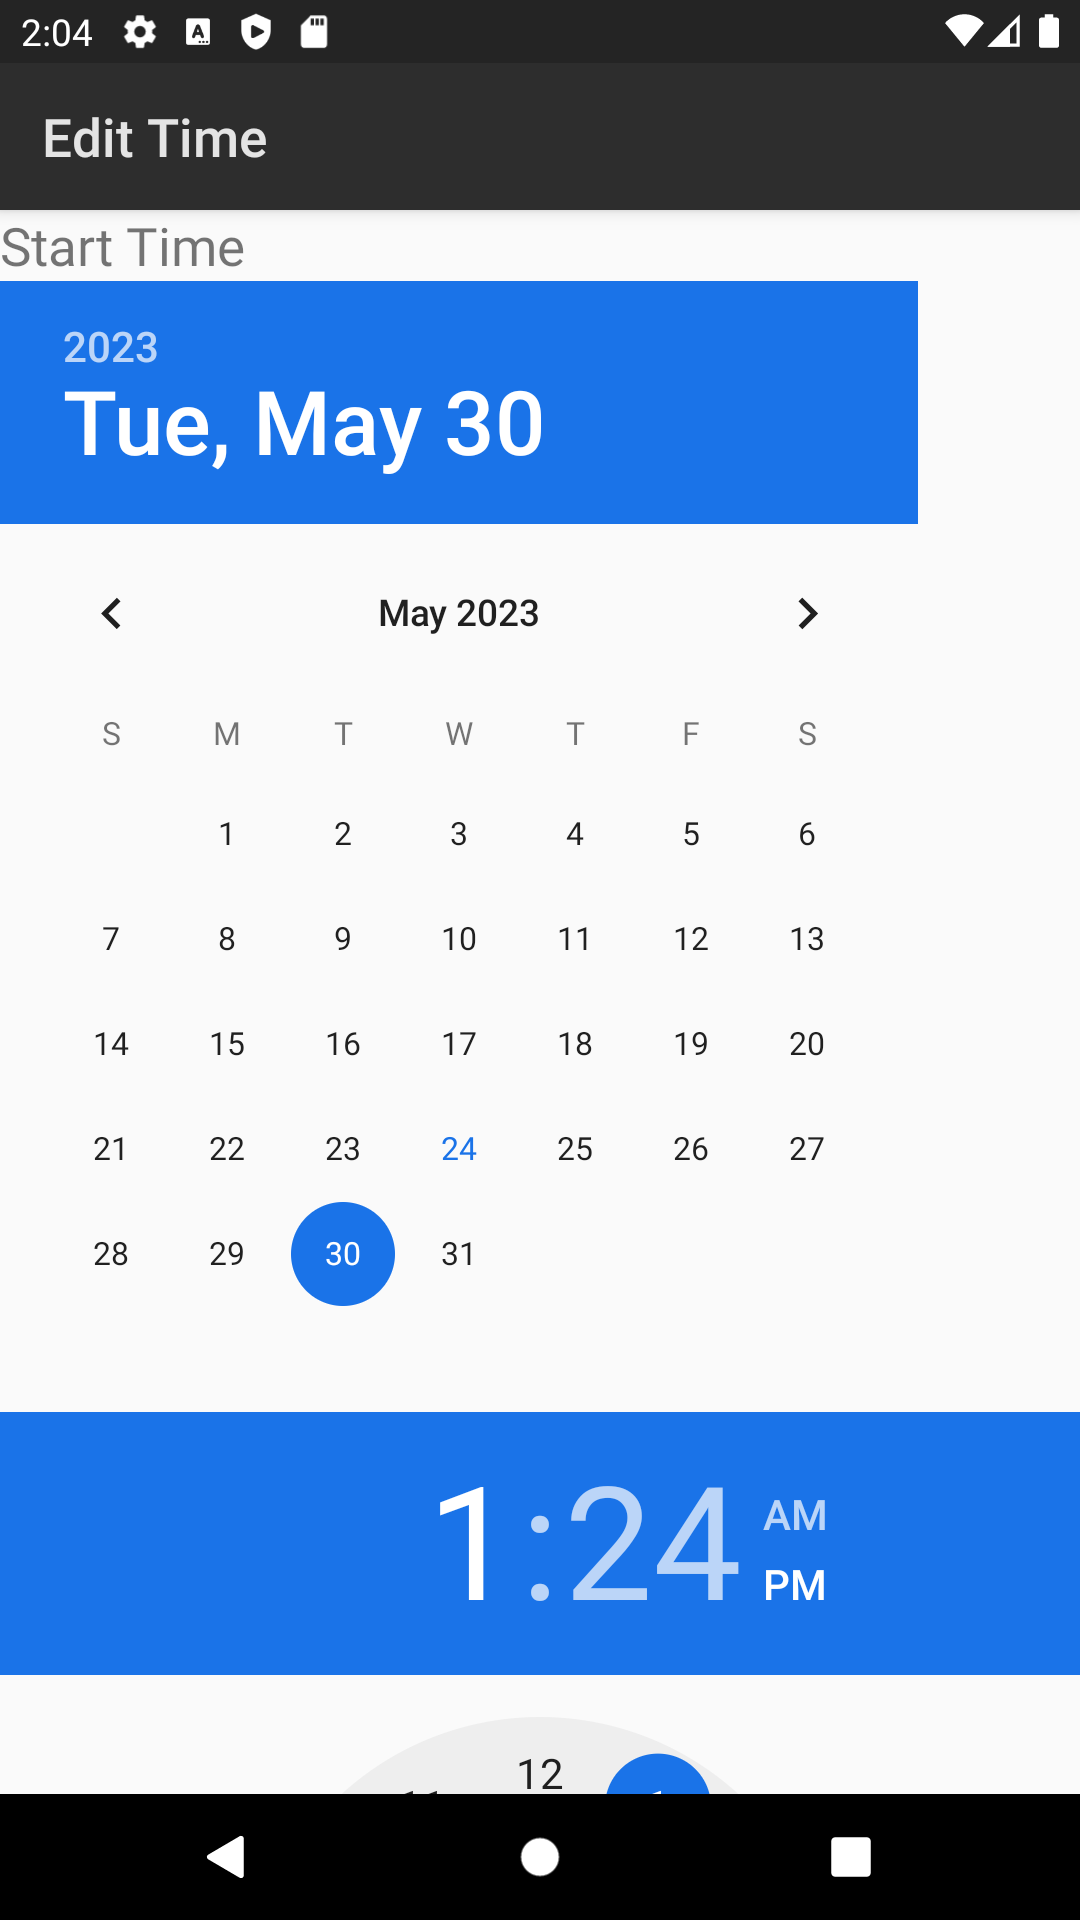 2:04
Edit Time
Start Time
2023
Tue, May 30
May 2023
S M T W T F S
1 2 3 4 5 6
7 8 9 10 11 12 13
14 15 16 17 18 19 20
21 22 23 24 25 26 27
28 29 30 31
1:24
AM
PM
12